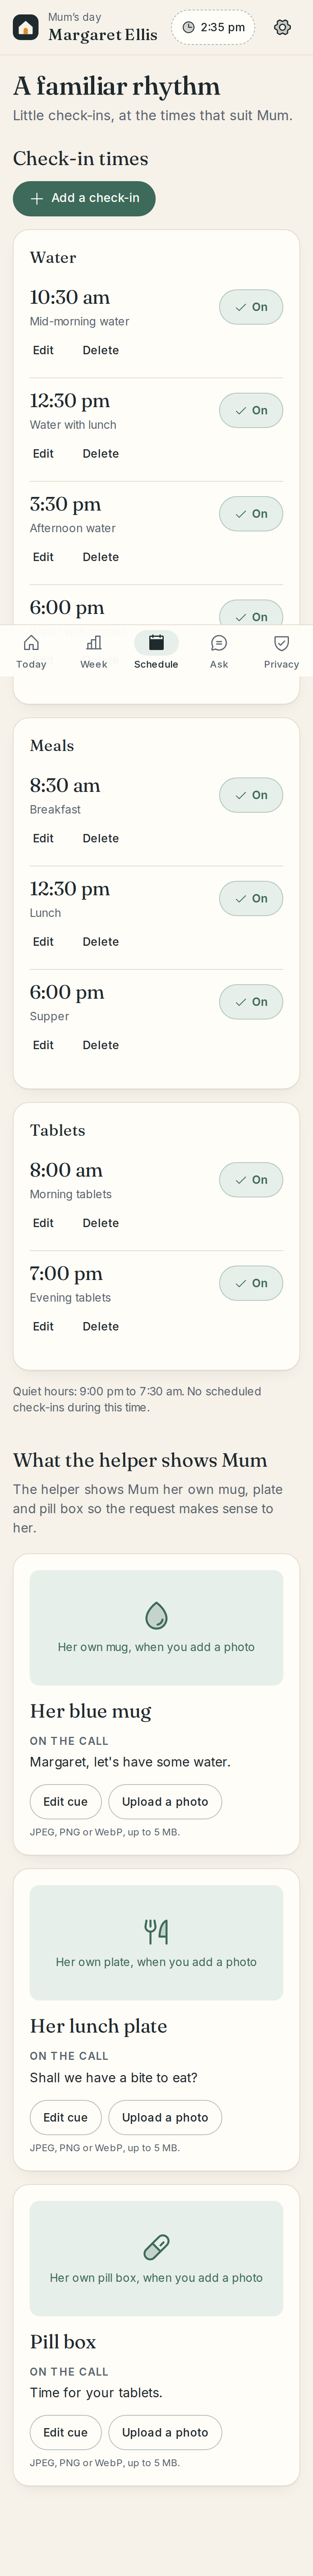 Mum's day
Margaret Ellis
2:35 pm
A familiar rhythm
Little check-ins, at the times that suit Mum.
Check-in times
Add a check-in
Water
10:30 am
On
Mid-morning water
Edit Delete
12:30 pm
On
Water with lunch
Edit Delete
3:30 pm
On
Afternoon water
Edit Delete
6:00 pm
On
Today Week Schedule Ask Privacy
Meals
8:30 am
On
Breakfast
Edit Delete
12:30 pm
On
Lunch
Edit Delete
6:00 pm
On
Supper
Edit Delete
Tablets
8:00 am
On
Morning tablets
Edit Delete
7:00 pm
On
Evening tablets
Edit Delete
Quiet hours: 9:00 pm to 7:30 am. No scheduled
check-ins during this time.
What the helper shows Mum
The helper shows Mum her own mug, plate
and pill box so the request makes sense to
her.
Her own mug, when you add a photo
Her blue mug
ON THE CALL
Margaret, let's have some water.
Edit cue Upload a photo
JPEG, PNG or WebP, up to 5 MB.
Her own plate, when you add a photo
Her lunch plate
ON THE CALL
Shall we have a bite to eat?
Edit cue Upload a photo
JPEG, PNG or WebP, up to 5 MB.
Her own pill box, when you add a photo
Pill box
ON THE CALL
Time for your tablets.
Edit cue Upload a photo
JPEG, PNG or WebP, up to 5 MB.